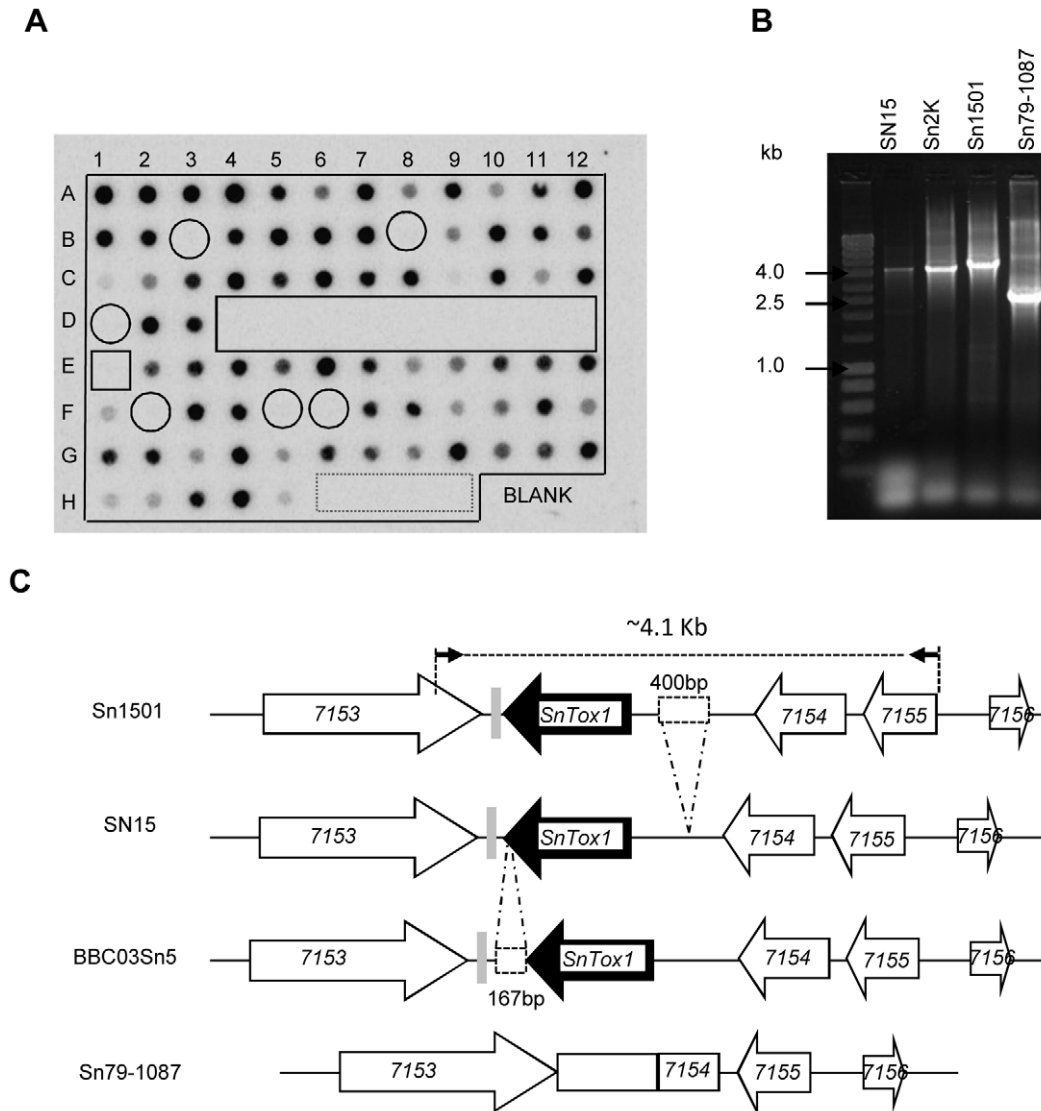 A
1 2 3 4 5 6 7 8 9 10 11 12
A
B
C
D
E
F
G
H
BLANK
B
SN15
Sn2K
Sn1501
Sn79-1087
kb
4.0
2.5
1.0
C
~4.1 Kb
Sn1501
7153
SnTox1
400bp
7154
7155
7156
SN15
7153
SnTox1
7154
7155
7156
BBC03Sn5
7153
167bp
SnTox1
7154
7155
7156
Sn79-1087
7153
7154
7155
7156